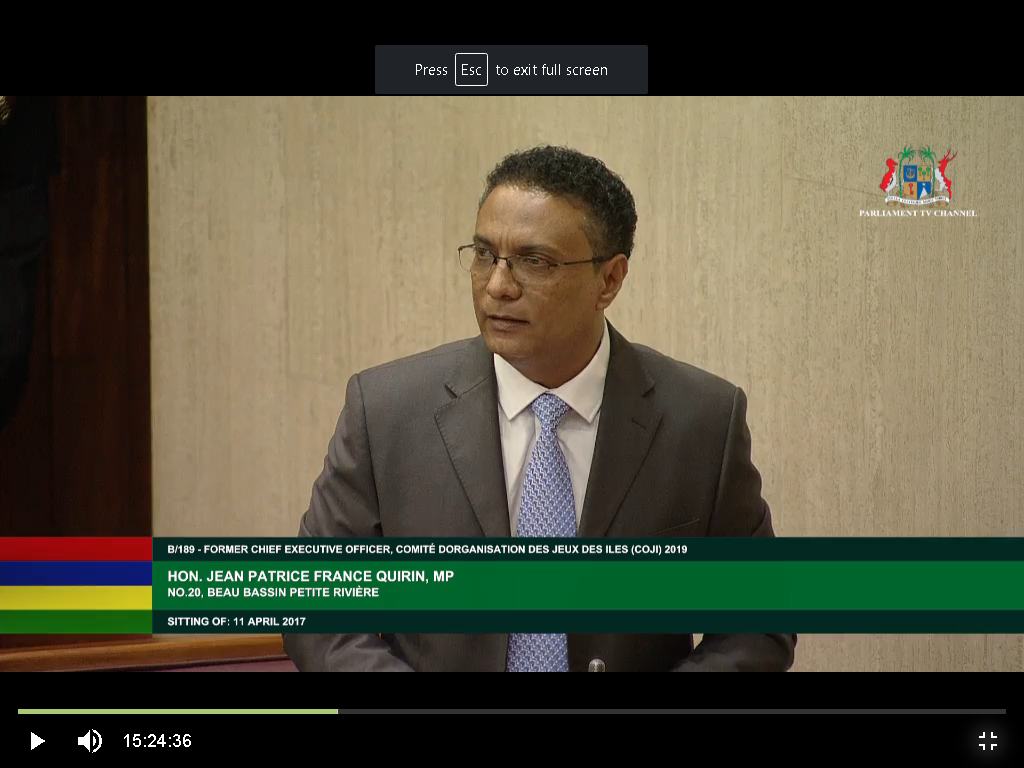 Press Esc to exit full screen
PARLIAMENT TV CHANNEL
B/189 - FORMER CHIEF EXECUTIVE OFFICER, COMITÉ DORGANISATION DES JEUX DES ILES (COJI) 2019
HON. JEAN PATRICE FRANCE QUIRIN, MP
NO.20, BEAU BASSIN PETITE RIVIÈRE
SITTING OF: 11 APRIL 2017
15:24:36